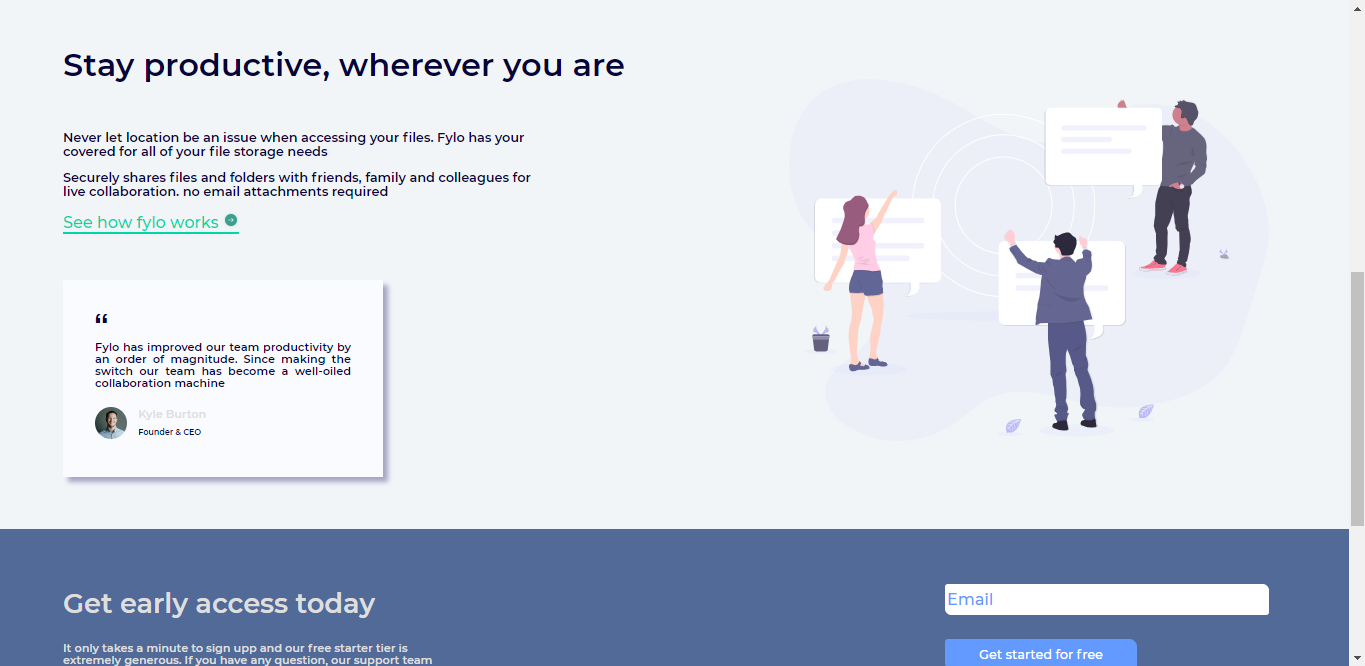 Stay productive, wherever you are
Never let location be an issue when accessing your files. Fylo has your
covered for all of your file storage needs
Securely shares files and folders with friends, family and colleagues for
live collaboration. no email attachments required
See how fylo works
“
Fylo has improved our team productivity by
an order of magnitude. Since making the
switch our team has become a well-oiled
collaboration machine
Kyle Burton
Founder & CEO
Get early access today
It only takes a minute to sign upp and our free starter tier is
extremely generous. If you have any question, our support team
Email
Get started for free